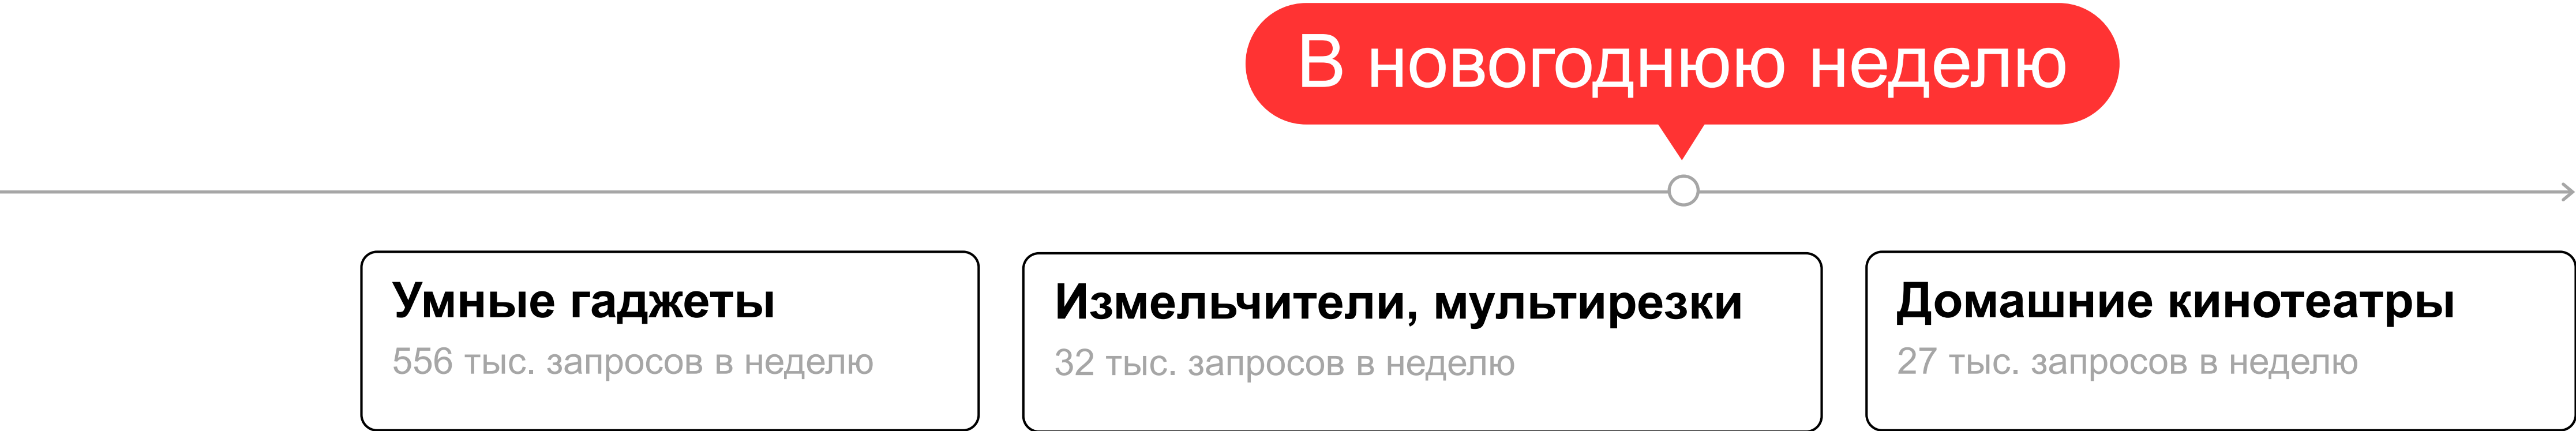 В новогоднюю неделю
Умные гаджеты
556 тыс. запросов в неделю
Измельчители, мультирезки
32 тыс. запросов в неделю
Домашние кинотеатры
27 тыс. запросов в неделю